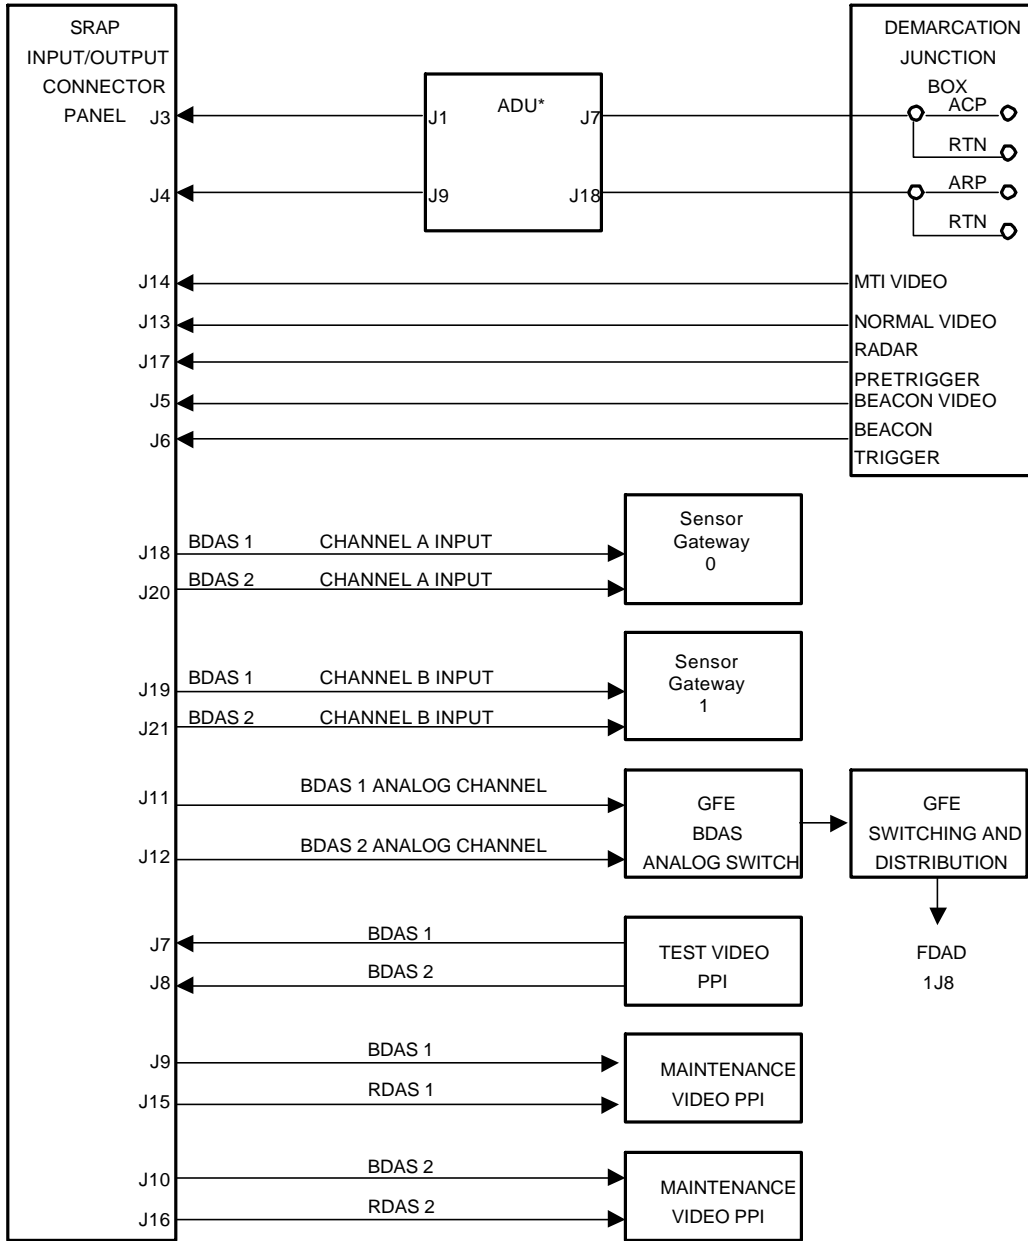 SRAP
INPUT/OUTPUT
CONNECTOR
PANEL
J3
J4
J14
J13
J17
J5
J6
ADU*
J1
J7
J9
J18
DEMARCATION
JUNCTION
BOX
ACP
RTN
ARP
RTN
MTI VIDEO
NORMAL VIDEO
RADAR
PRETRIGGER
BEACON VIDEO
BEACON
TRIGGER
J18
BDAS 1
CHANNEL A INPUT
J20
BDAS 2
CHANNEL A INPUT
Sensor
Gateway
0
J19
BDAS 1
CHANNEL B INPUT
J21
BDAS 2
CHANNEL B INPUT
Sensor
Gateway
1
J11
BDAS 1 ANALOG CHANNEL
J12
BDAS 2 ANALOG CHANNEL
GFE
BDAS
ANALOG SWITCH
GFE
SWITCHING AND
DISTRIBUTION
FDAD
1J8
J7
BDAS 1
J8
BDAS 2
TEST VIDEO
PPI
J9
BDAS 1
J15
RDAS 1
MAINTENANCE
VIDEO PPI
J10
BDAS 2
J16
RDAS 2
MAINTENANCE
VIDEO PPI